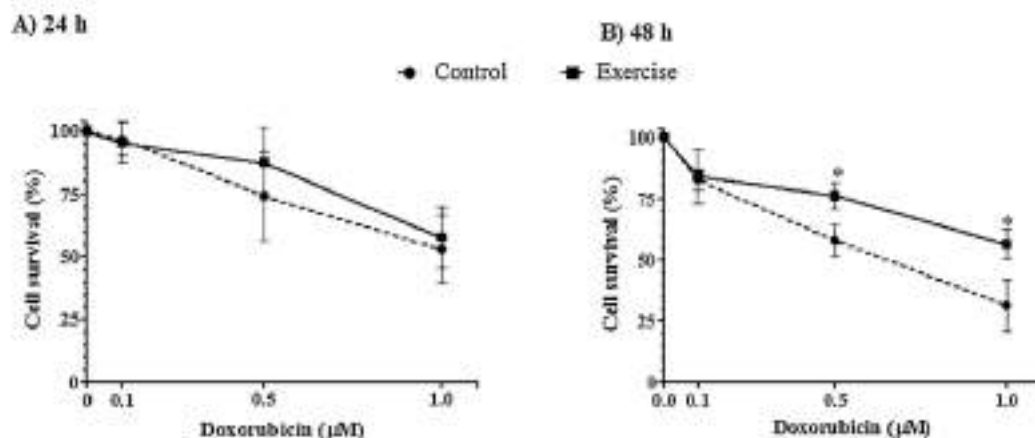 A) 24 h
B) 48 h
Control
Exercise
Cell survival (%)
100
75
50
25
0
0
0.1
0.5
1.0
Doxorubicin (µM)
Cell survival (%)
100
75
50
25
0
0.0
0.1
0.5
1.0
Doxorubicin (µM)